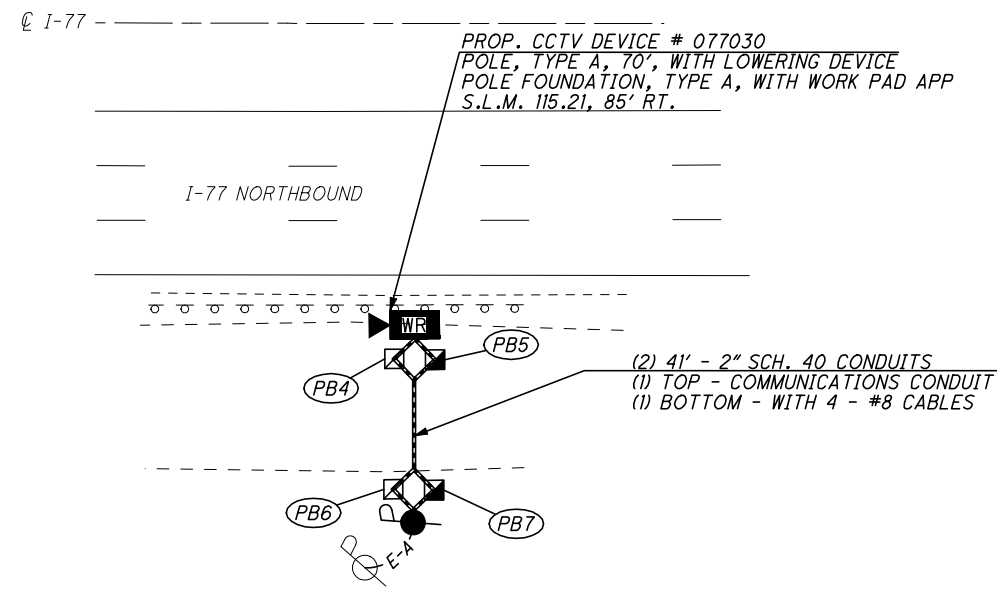 ℄ I-77
PROP. CCTV DEVICE # 077030
POLE, TYPE A, 70', WITH LOWERING DEVICE
POLE FOUNDATION, TYPE A, WITH WORK PAD APP
S.L.M. 115.21, 85' RT.
I-77 NORTHBOUND
WR
PB5
PB4
(2) 41' - 2" SCH. 40 CONDUITS
(1) TOP - COMMUNICATIONS CONDUIT
(1) BOTTOM - WITH 4 - #8 CABLES
PB6
PB7
P
P
P
E-A